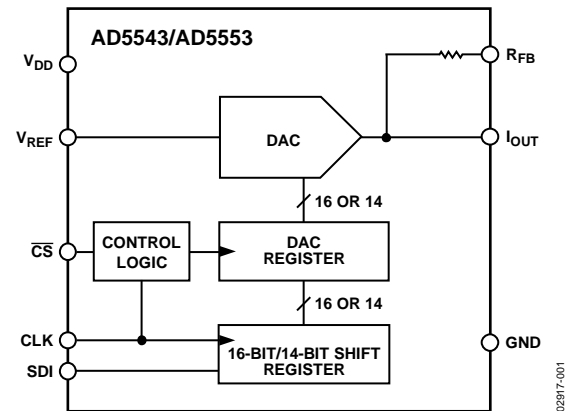 AD5543/AD5553
VDD
RFB
VREF
DAC
IOUT
16 OR 14
CS
CONTROL
LOGIC
DAC
REGISTER
16 OR 14
CLK
16-BIT/14-BIT SHIFT
REGISTER
GND
SDI
02917-001